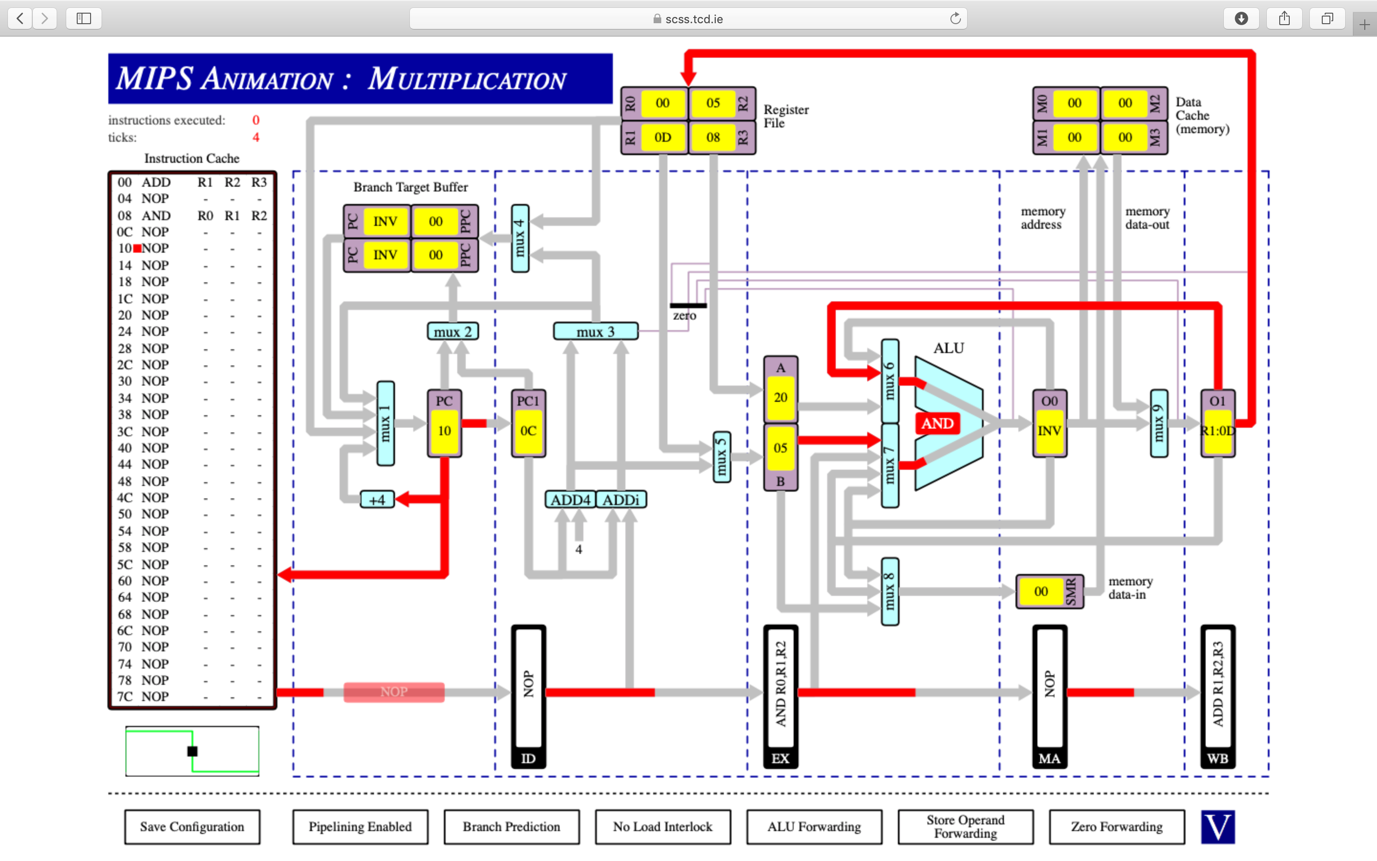 scss.tcd.ie
MIPS ANIMATION : MULTIPLICATION
instructions executed: 0
ticks: 4
Instruction Cache
00 ADD R1 R2 R3
04 NOP - - -
08 AND R0 R1 R2
0C NOP - - -
10 NOP - - -
14 NOP - - -
18 NOP - - -
1C NOP - - -
20 NOP - - -
24 NOP - - -
28 NOP - - -
2C NOP - - -
30 NOP - - -
34 NOP - - -
38 NOP - - -
3C NOP - - -
40 NOP - - -
44 NOP - - -
48 NOP - - -
4C NOP - - -
50 NOP - - -
54 NOP - - -
58 NOP - - -
5C NOP - - -
60 NOP - - -
64 NOP - - -
68 NOP - - -
6C NOP - - -
70 NOP - - -
74 NOP - - -
78 NOP - - -
7C NOP - - -
R0 00 05 R2
R1 0D 08 R3
Register
File
M0 00 00 M2
M1 00 00 M3
Data
Cache
(memory)
Branch Target Buffer
PC INV 00 PPC
PC INV 00 PPC
mux 4
memory
address
memory
data-out
zero
mux 2
mux 3
ALU
mux 1
PC
10
PC1
0C
+4
ADD4
ADDi
4
mux 5
A
20
05
B
mux 6
mux 7
AND
O0
INV
mux 9
O1
R1:0D
mux 8
00 SMR
memory
data-in
NOP
NOP
ID
AND R0,R1,R2
EX
NOP
MA
ADD R1,R2,R3
WB
Save Configuration
Pipelining Enabled
Branch Prediction
No Load Interlock
ALU Forwarding
Store Operand
Forwarding
Zero Forwarding
V